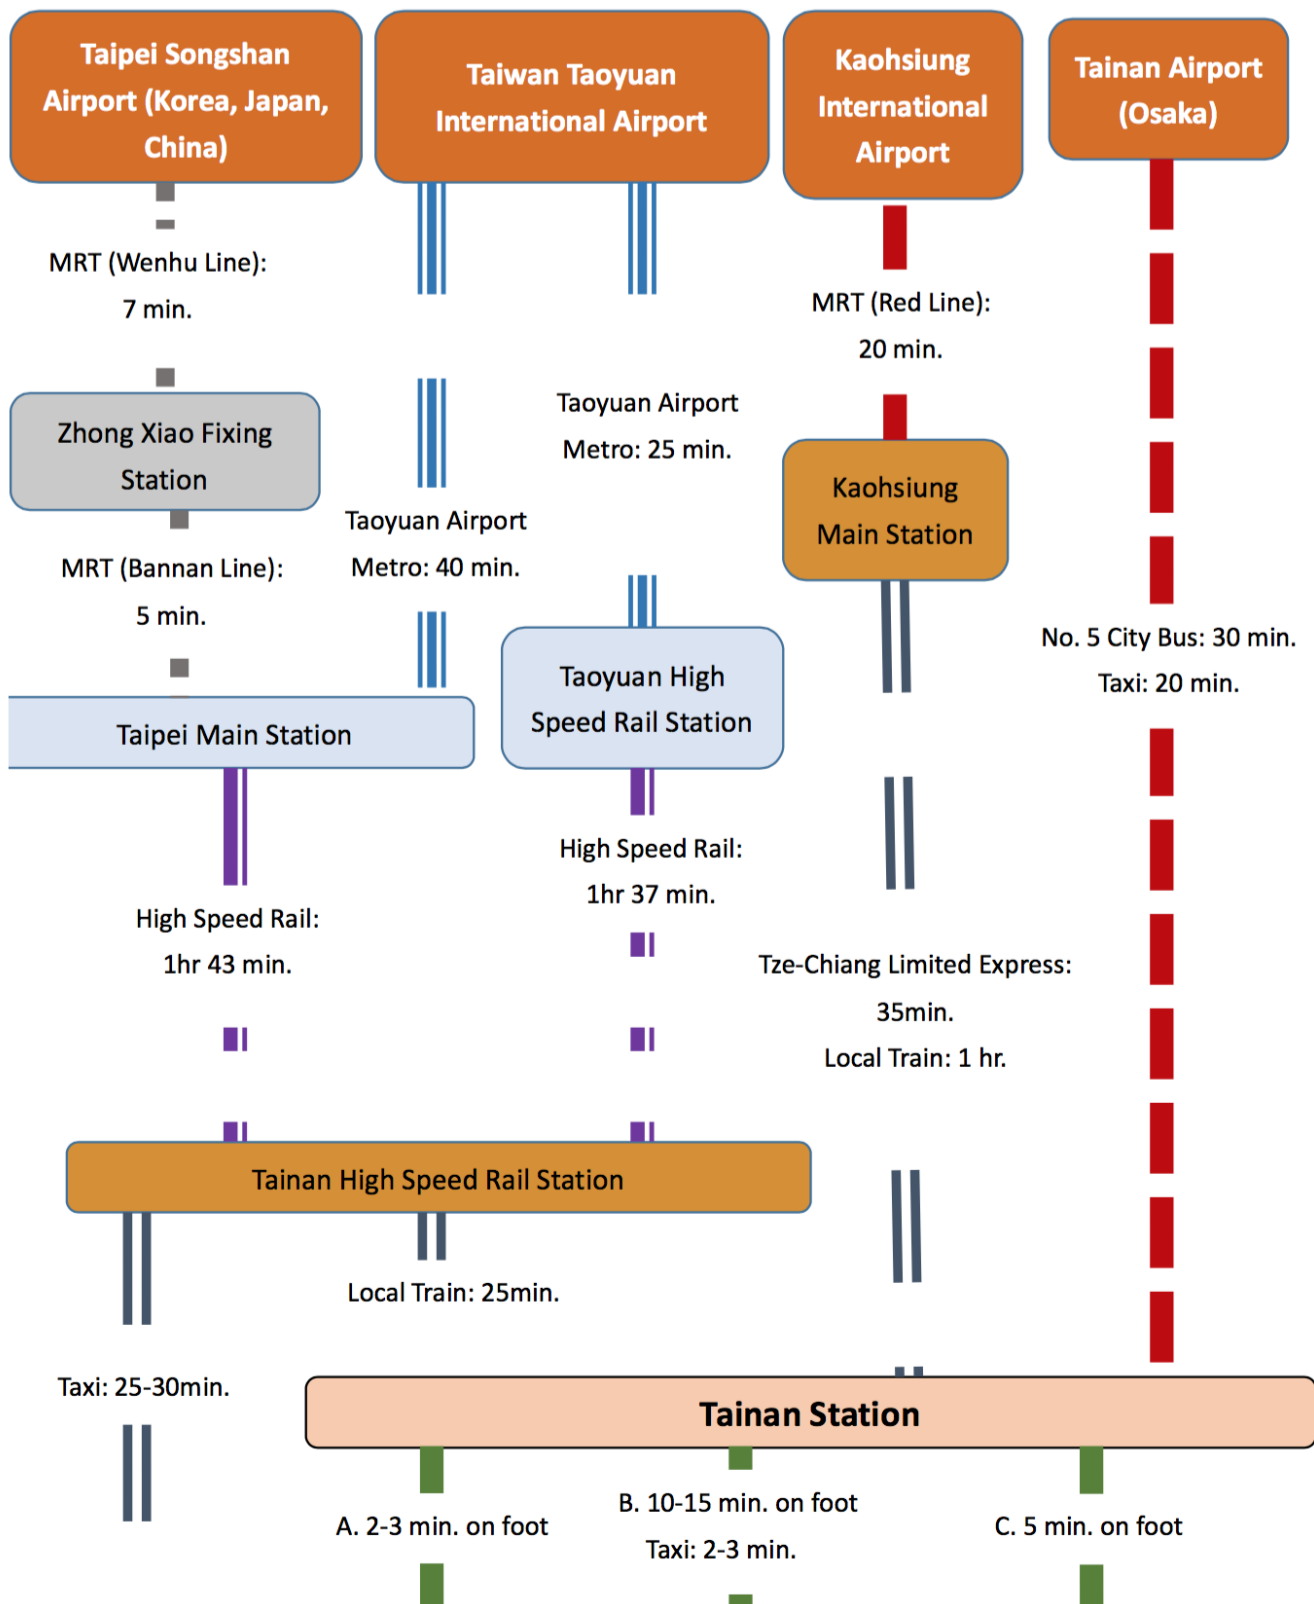 Taipei Songshan
Airport (Korea, Japan,
China)
Taiwan Taoyuan
International Airport
Kaohsiung
International
Airport
Tainan Airport
(Osaka)
MRT (Wenhu Line):
7 min.
MRT (Red Line):
20 min.
Taoyuan Airport
Metro: 25 min.
Zhong Xiao Fixing
Station
Kaohsiung
Main Station
Taoyuan Airport
Metro: 40 min.
MRT (Bannan Line):
5 min.
No. 5 City Bus: 30 min.
Taxi: 20 min.
Taoyuan High
Speed Rail Station
Taipei Main Station
High Speed Rail:
1hr 37 min.
High Speed Rail:
1hr 43 min.
Tze-Chiang Limited Express:
35min.
Local Train: 1 hr.
Tainan High Speed Rail Station
Local Train: 25min.
Taxi: 25-30min.
Tainan Station
A. 2-3 min. on foot
B. 10-15 min. on foot
Taxi: 2-3 min.
C. 5 min. on foot